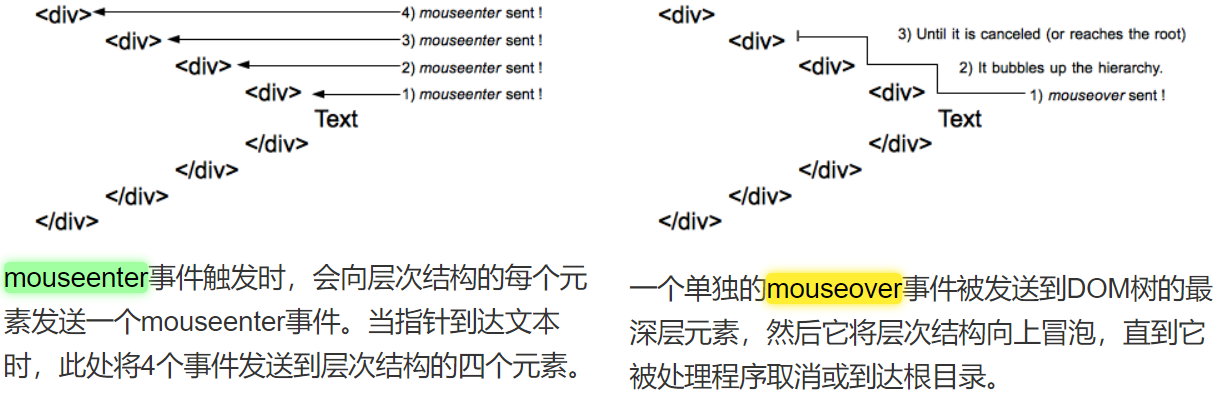 <div> 4) mouseenter sent !
<div> 3) mouseenter sent !
<div> 2) mouseenter sent !
<div> 1) mouseenter sent !
Text
</div>
</div>
</div>
</div>
mouseenter事件触发时，会向层次结构的每个元
素发送一个mouseenter事件。当指针到达文本
时，此处将4个事件发送到层次结构的四个元素。
<div>
<div> 3) Until it is canceled (or reaches the root)
<div> 2) It bubbles up the hierarchy.
<div> 1) mouseover sent !
Text
</div>
</div>
</div>
</div>
一个单独的mouseover事件被发送到DOM树的最
深层元素，然后它将层次结构向上冒泡，直到它
被处理程序取消或到达根目录。